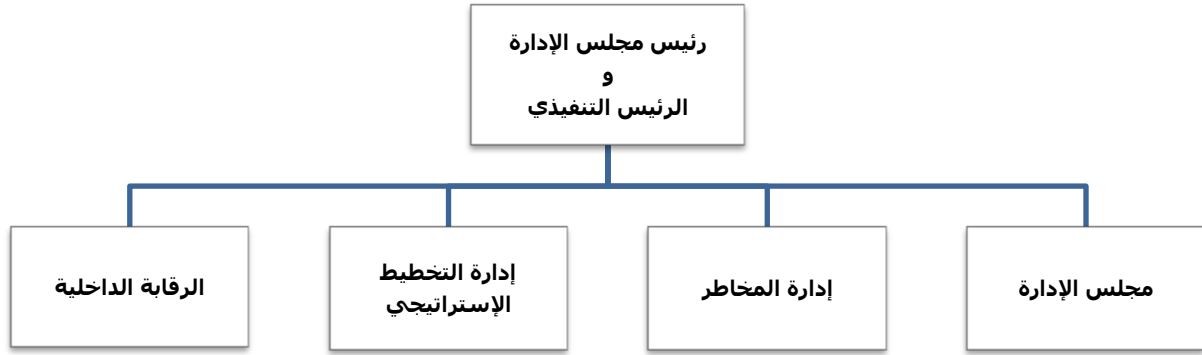 رئيس مجلس الإدارة
و
الرئيس التنفيذي
مجلس الإدارة
إدارة المخاطر
إدارة التخطيط
الإستراتيجي
الرقابة الداخلية